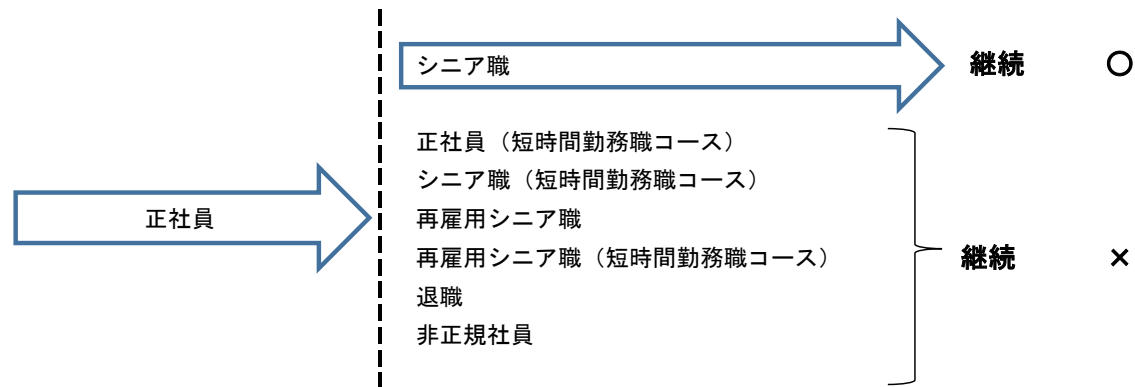 シニア職 継続 ○
正社員（短時間勤務職コース）
シニア職（短時間勤務職コース）
正社員
再雇用シニア職
再雇用シニア職（短時間勤務職コース） 継続 ×
退職
非正規社員